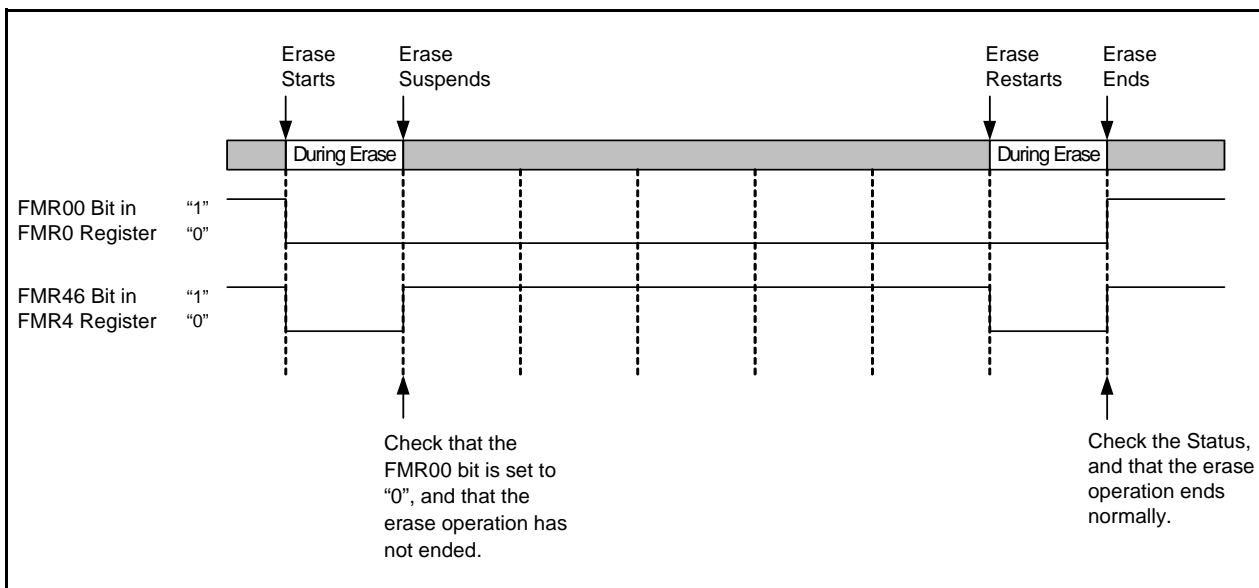 Erase
Starts
Erase
Suspends
Erase
Restarts
Erase
Ends
During Erase
During Erase
FMR00 Bit in “1”
FMR0 Register “0”
FMR46 Bit in “1”
FMR4 Register “0”
Check that the
FMR00 bit is set to
“0”, and that the
erase operation has
not ended.
Check the Status,
and that the erase
operation ends
normally.